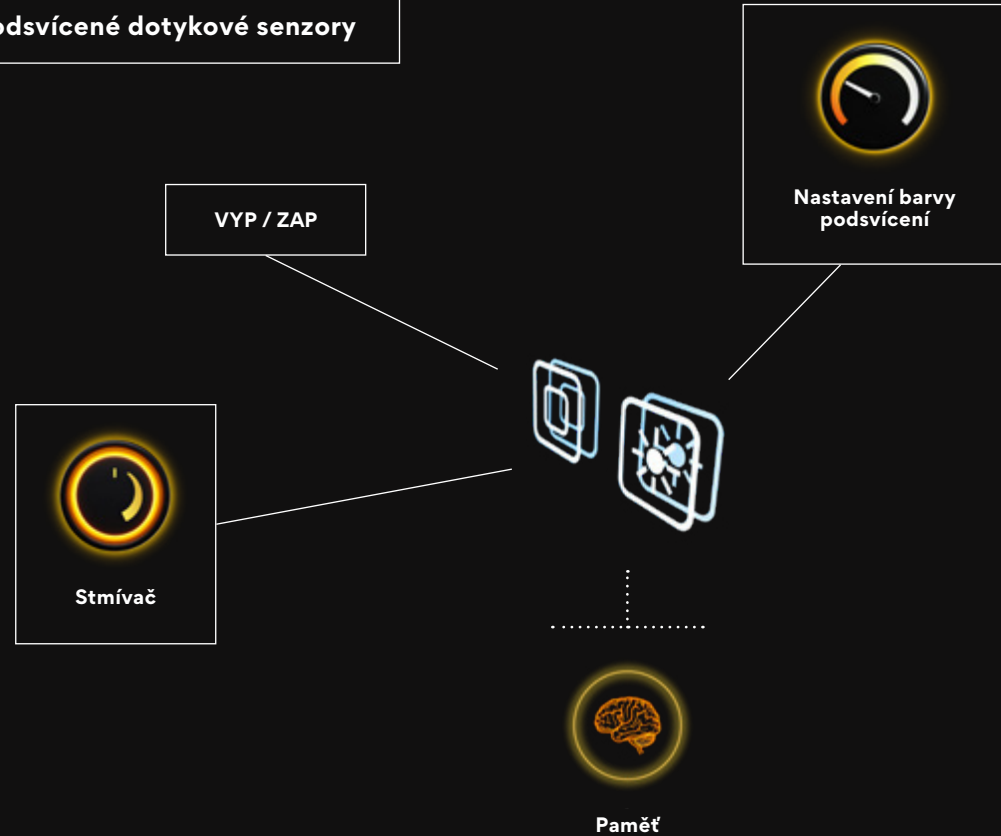 odsvícené dotykové senzory
Nastavení barvy
podsvícení
VYP / ZAP
Stmívač
Paměť